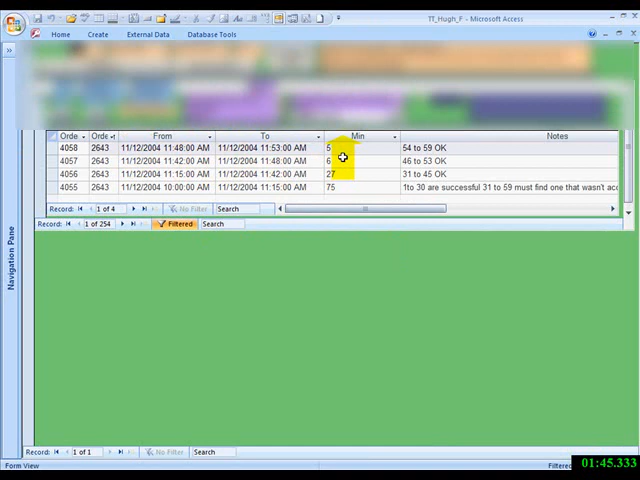 TT_Hugh_F - Microsoft Access
Home Create External Data Database Tools
Orde Orde From To Min Notes
4058 2643 11/12/2004 11:48:00 AM 11/12/2004 11:53:00 AM 5 54 to 59 OK
4057 2643 11/12/2004 11:42:00 AM 11/12/2004 11:48:00 AM 6 46 to 53 OK
4056 2643 11/12/2004 11:15:00 AM 11/12/2004 11:42:00 AM 27 31 to 45 OK
4055 2643 11/12/2004 10:00:00 AM 11/12/2004 11:15:00 AM 75 1to 30 are successful 31 to 59 must find one that wasn't acc
Record: 1 of 4 No Filter Search
Record: 1 of 254 Filtered Search
Navigation Pane
Record: 1 of 1 No Filter Search
Form View Filtered
01:45.333